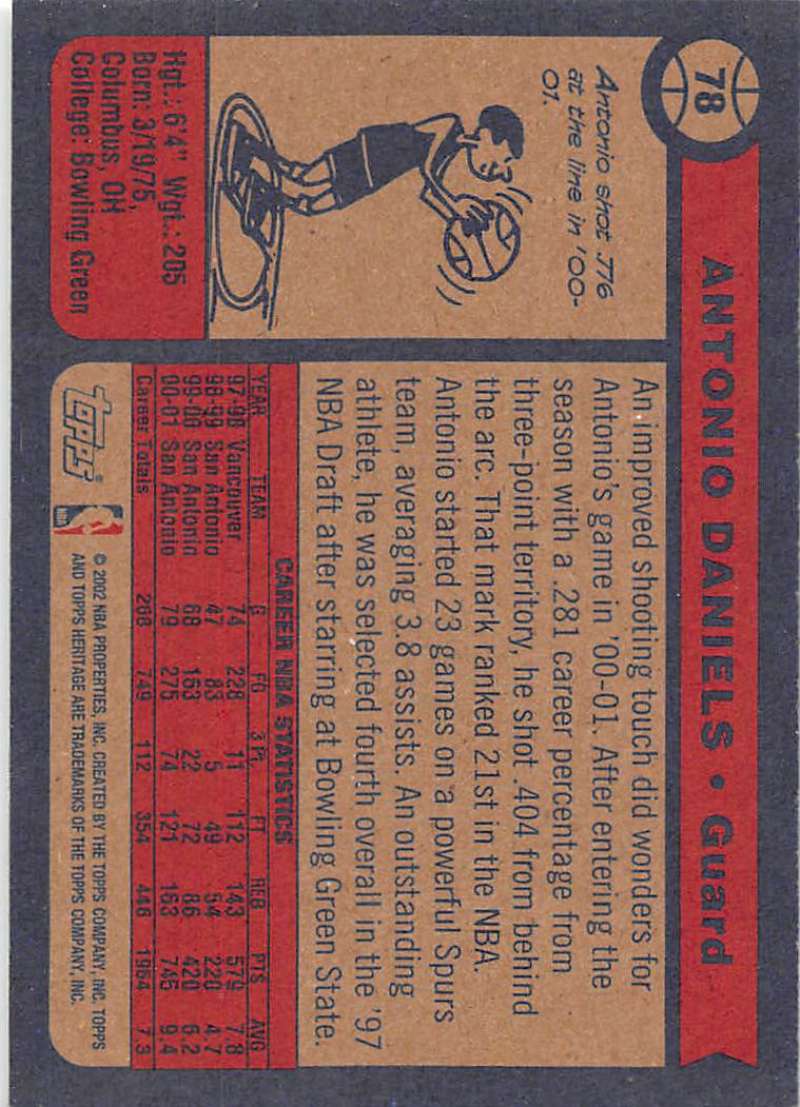 78
ANTONIO DANIELS • Guard
Antonio shot .776
at the line in '00-
01.
Hgt.: 6'4" Wgt.: 205
Born: 3/19/75,
Columbus, OH
College: Bowling Green
An improved shooting touch did wonders for
Antonio's game in '00-01. After entering the
season with a .281 career percentage from
three-point territory, he shot .404 from behind
the arc. That mark ranked 21st in the NBA.
Antonio started 23 games on a powerful Spurs
team, averaging 3.8 assists. An outstanding
athlete, he was selected fourth overall in the '97
NBA Draft after starring at Bowling Green State.
CAREER NBA STATISTICS
YEAR TEAM G FG 3 Pt. FT REB PTS AVG
97-98 Vancouver 74 228 11 112 143 579 7.8
98-99 San Antonio 47 83 5 49 54 220 4.7
99-00 San Antonio 68 163 22 72 86 420 6.2
00-01 San Antonio 79 275 74 121 163 745 9.4
Career Totals 268 749 112 354 446 1964 7.3
topps®
NBA
© 2002 NBA PROPERTIES, INC. CREATED BY THE TOPPS COMPANY, INC. TOPPS
AND TOPPS HERITAGE ARE TRADEMARKS OF THE TOPPS COMPANY, INC.